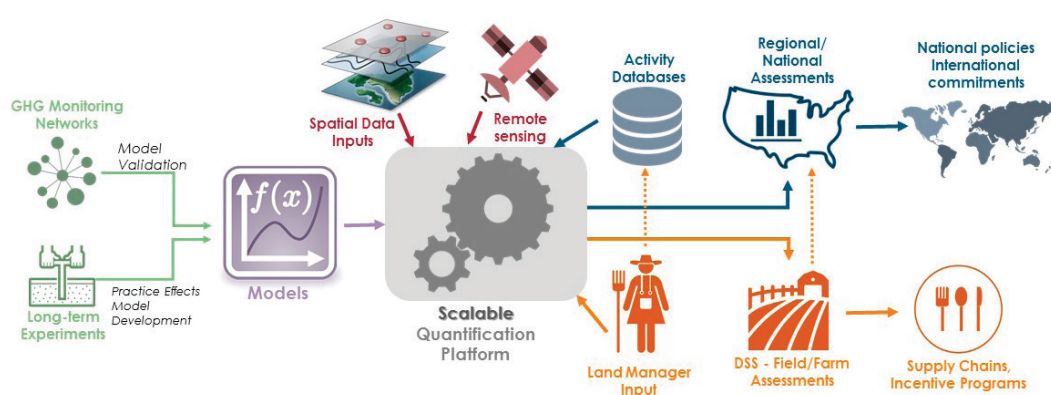 GHG Monitoring
Networks
Model
Validation
Long-term
Experiments
Practice Effects
Model
Development
f(x)
Models
Spatial Data
Inputs
Remote
sensing
Scalable
Quantification
Platform
Activity
Databases
Land Manager
Input
Regional/
National
Assessments
DSS - Field/Farm
Assessments
National policies
International
commitments
Supply Chains,
Incentive Programs